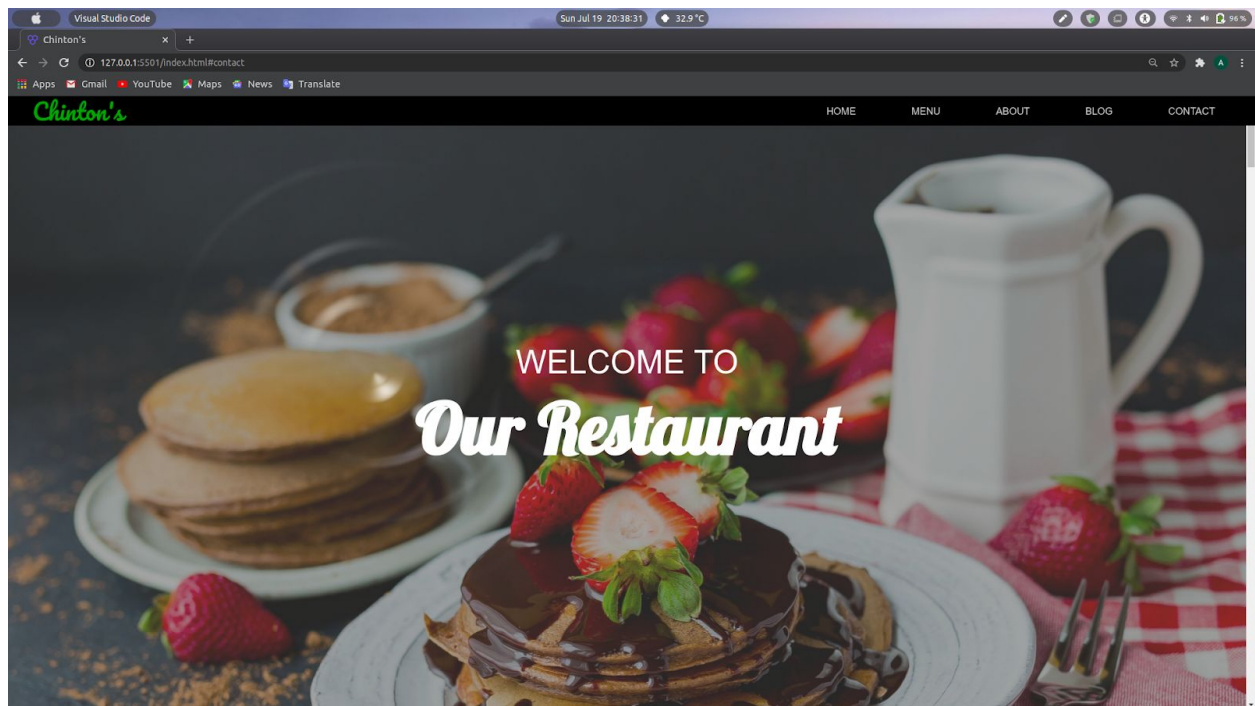 Visual Studio Code
Sun Jul 19 20:38:31
32.9 °C
96%
Chinton's
127.0.0.1:5501/index.html#contact
A
Apps Gmail YouTube Maps News Translate
Chinton's
HOME MENU ABOUT BLOG CONTACT
WELCOME TO
Our Restaurant